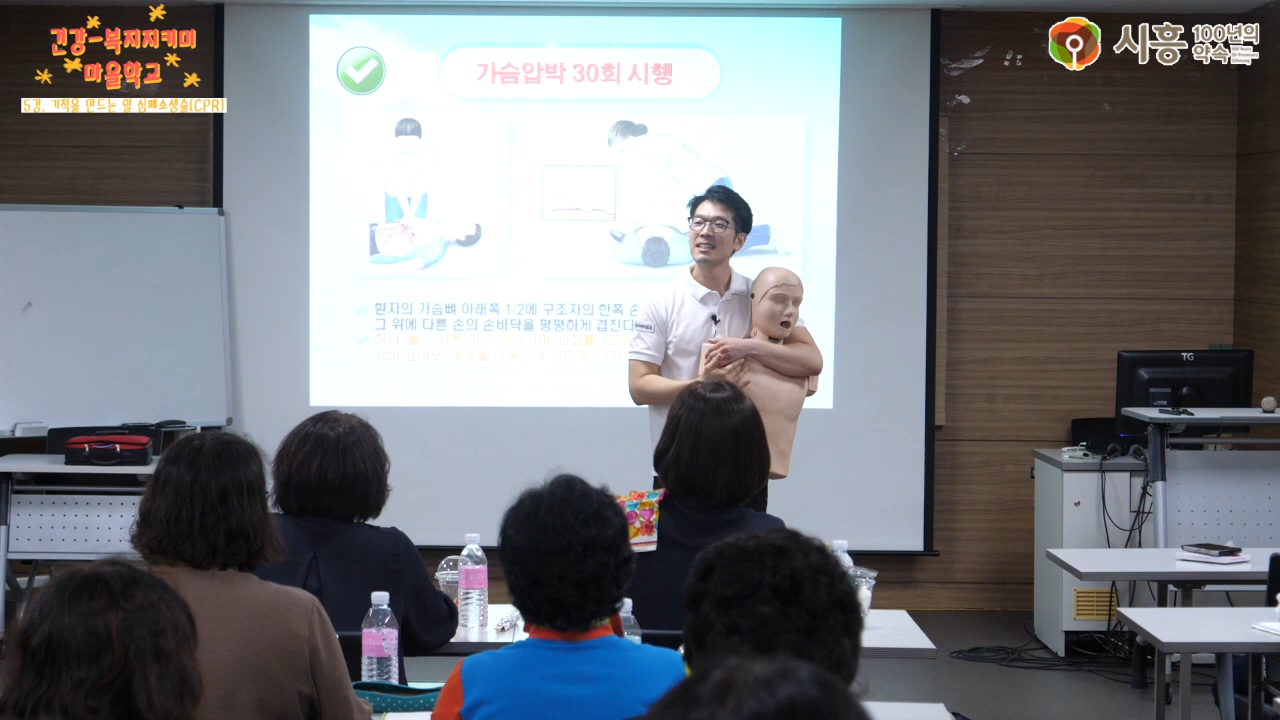 건강-복지지키미
마을학교
5강. 기적을 만드는 일 심폐소생술(CPR)
시흥 100년의
약속
가슴압박 30회 시행
환자의 가슴뼈 아래쪽 1/2에 구조자의 한쪽 손
그 위에 다른 손의 손바닥을 평평하게 겹친다
TG